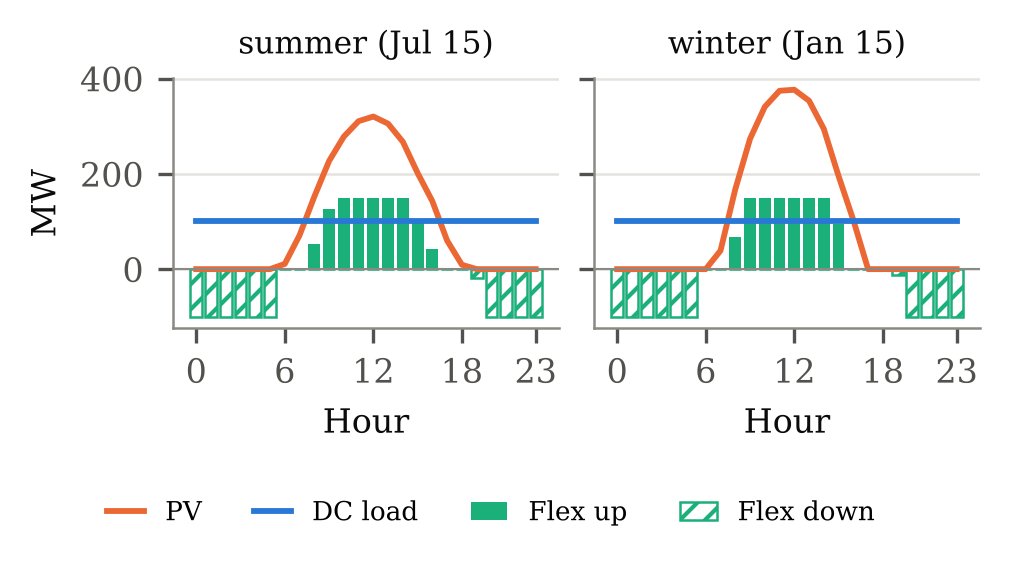 summer (Jul 15)
winter (Jan 15)
MW
400
200
0
0 6 12 18 23
0 6 12 18 23
Hour
Hour
PV
DC load
Flex up
Flex down